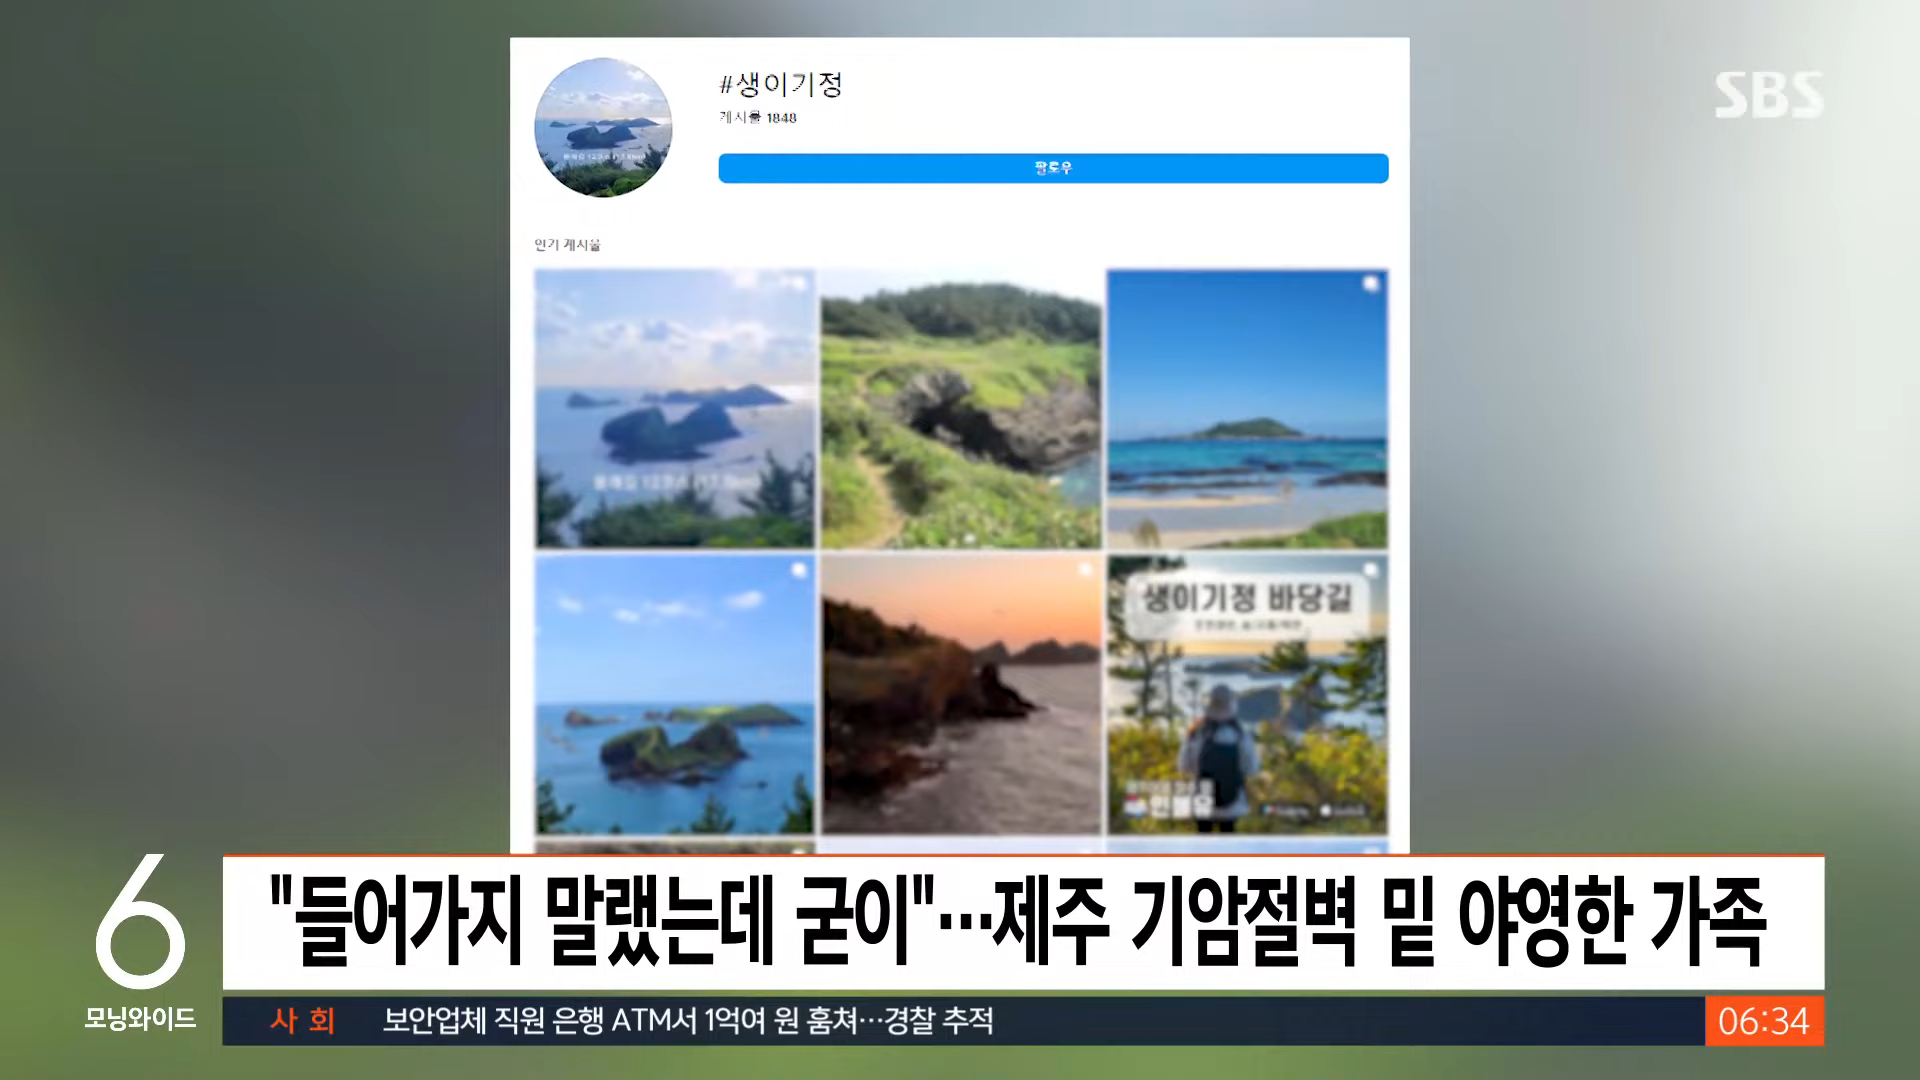 #생이기정
게시물 1848
팔로우
인기 게시물
생이기정 바당길
SBS
6
모닝와이드
"들어가지 말랬는데 굳이"…제주 기암절벽 밑 야영한 가족
사회 보안업체 직원 은행 ATM서 1억여 원 훔쳐…경찰 추적
06:34